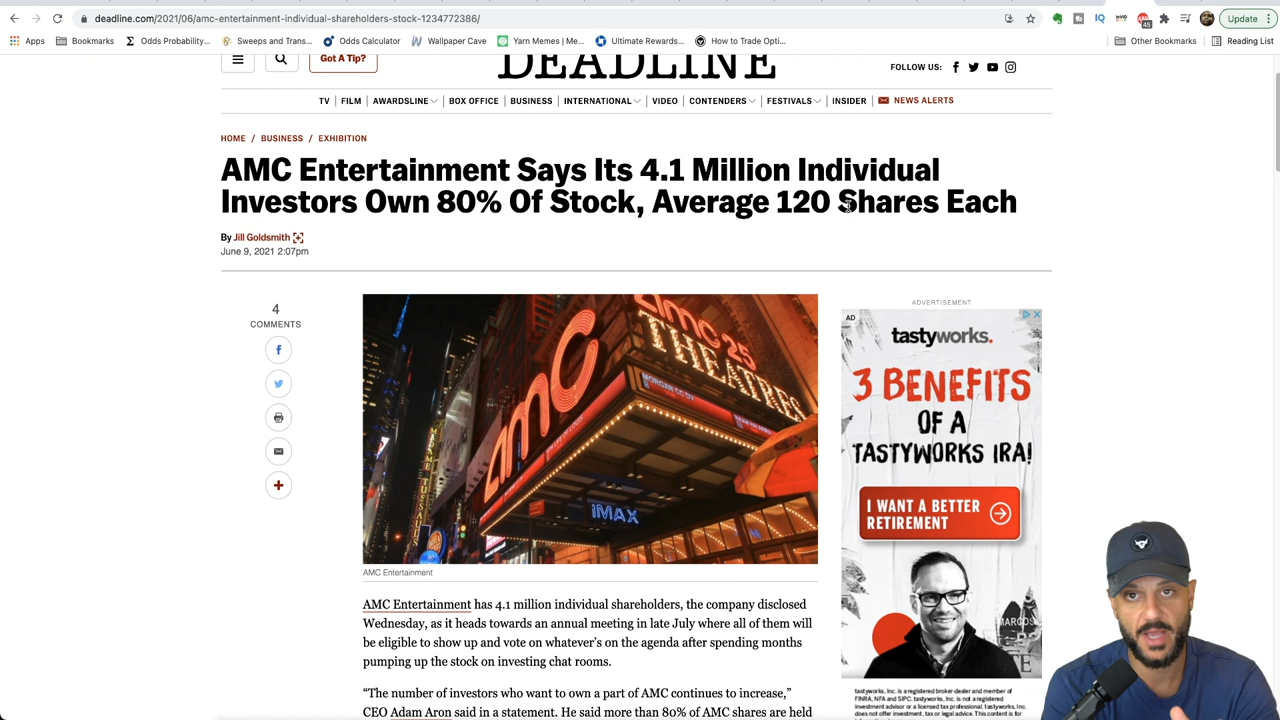 deadline.com/2021/06/amc-entertainment-individual-shareholders-stock-1234772386/
45
Update
Apps
Bookmarks
Odds Probability...
Sweeps and Trans...
Odds Calculator
Wallpaper Cave
Yarn Memes | Me...
Ultimate Rewards...
How to Trade Opti...
Other Bookmarks
Reading List
Got A Tip?
DEADLINE
FOLLOW US:
TV
FILM
AWARDSLINE
BOX OFFICE
BUSINESS
INTERNATIONAL
VIDEO
CONTENDERS
FESTIVALS
INSIDER
NEWS ALERTS
HOME / BUSINESS / EXHIBITION
AMC Entertainment Says Its 4.1 Million Individual
Investors Own 80% Of Stock, Average 120 Shares Each
By Jill Goldsmith
June 9, 2021 2:07pm
4
COMMENTS
amc 25
THEATRES
amc
IMAX
AMC Entertainment
AMC Entertainment has 4.1 million individual shareholders, the company disclosed
Wednesday, as it heads towards an annual meeting in late July where all of them will
be eligible to show up and vote on whatever's on the agenda after spending months
pumping up the stock on investing chat rooms.
“The number of investors who want to own a part of AMC continues to increase,”
CEO Adam Aron said in a statement. He said more than 80% of AMC shares are held
ADVERTISEMENT
AD
tastyworks.
3 BENEFITS
OF A
TASTYWORKS IRA!
I WANT A BETTER
RETIREMENT
tastyworks, Inc. is a registered broker-dealer and member of
FINRA, NFA and SIPC. tastyworks, Inc. is not a registered
investment advisor or a licensed tax professional. tastyworks, Inc.
does not offer investment, tax or legal advice. This content is for